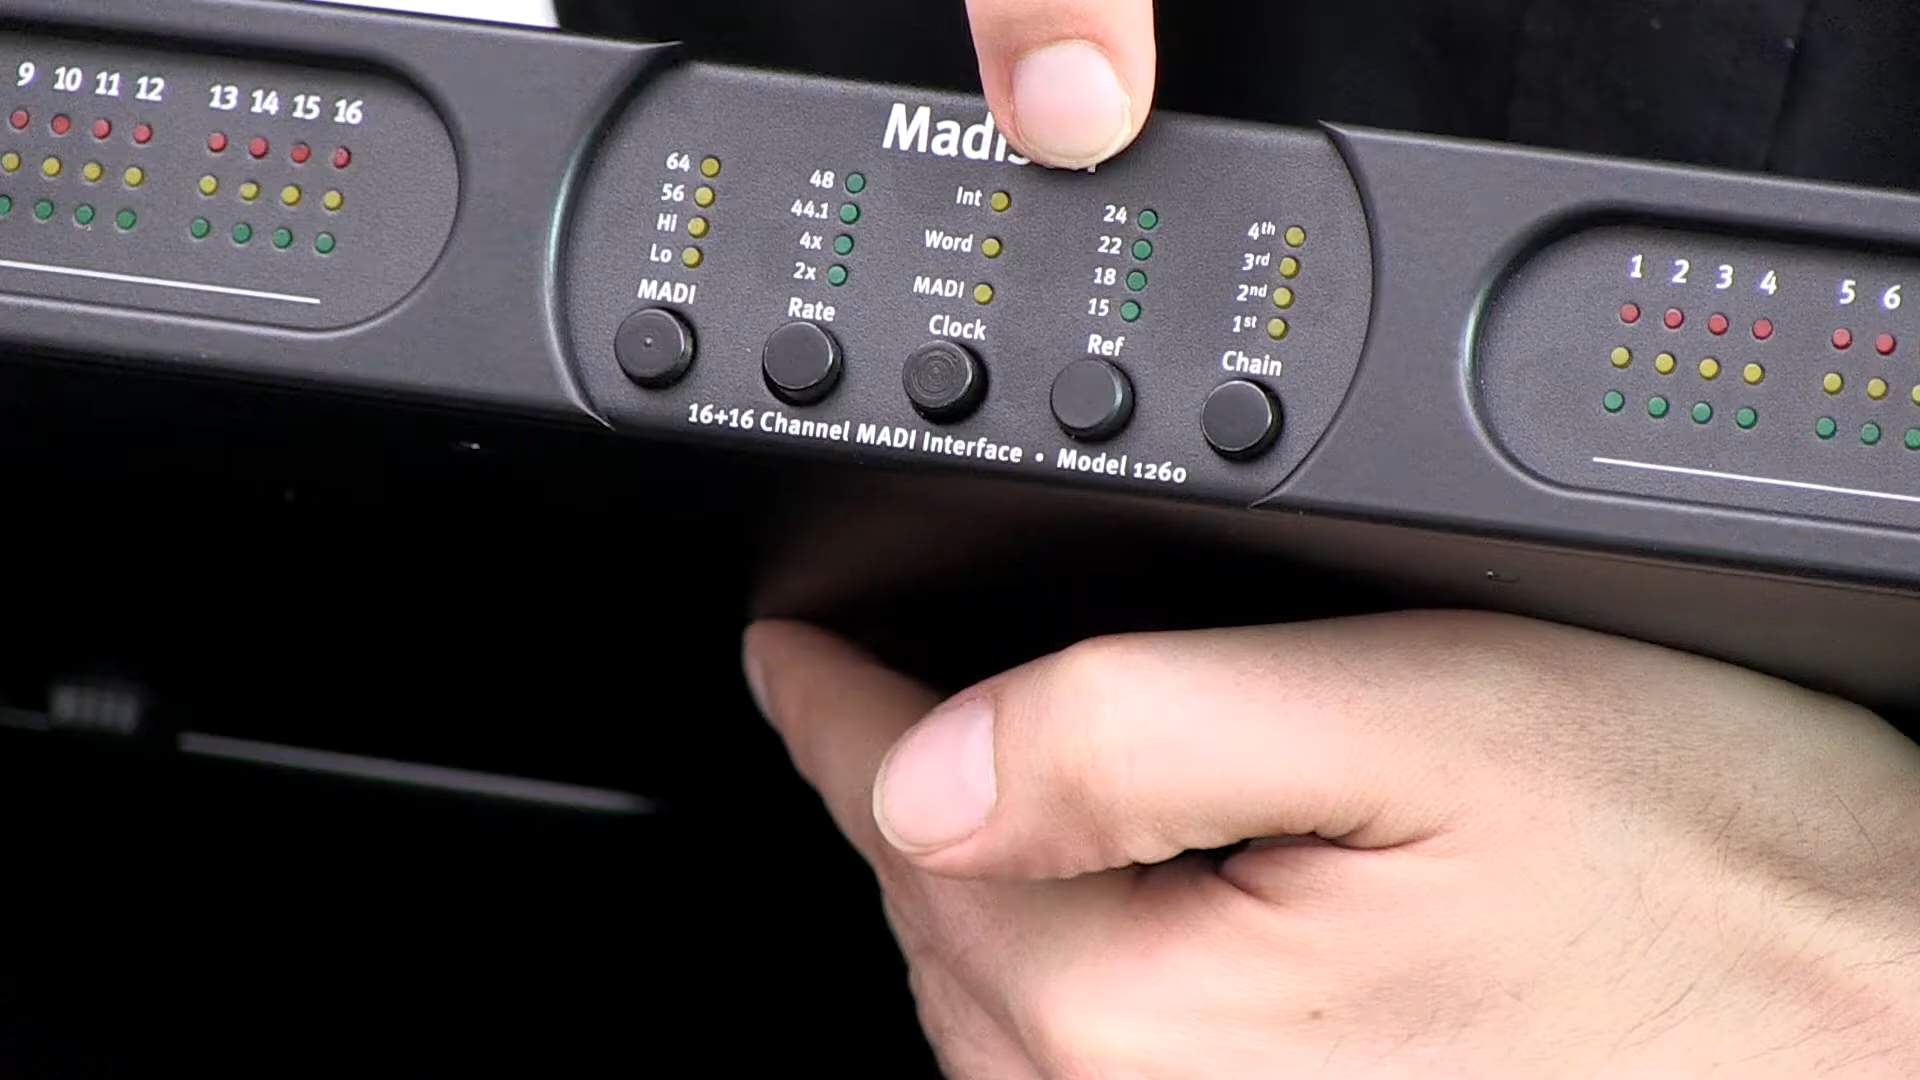 9 10 11 12 13 14 15 16
Madis
64
56
Hi
Lo
MADI
48
44.1
4x
2x
Rate
Int
Word
MADI
Clock
24
22
18
15
Ref
4th
3rd
2nd
1st
Chain
16+16 Channel MADI Interface • Model 1260
1 2 3 4 5 6